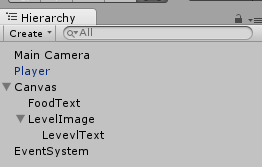 Hierarchy
Create All
Main Camera
Player
Canvas
FoodText
LevelImage
LevevlText
EventSystem